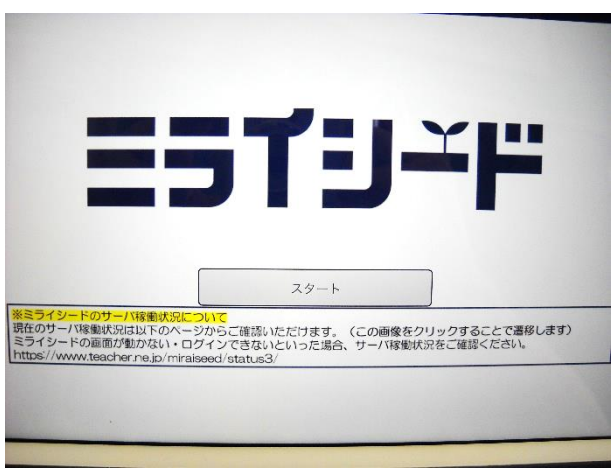 ミライシード
スタート
※ミライシードのサーバ稼働状況について
現在のサーバ稼働状況は以下のページからご確認いただけます。（この画像をクリックすることで遷移します）
ミライシードの画面が動かない・ログインできないといった場合、サーバ稼働状況をご確認ください。
https://www.teacher.ne.jp/miraiseed/status3/